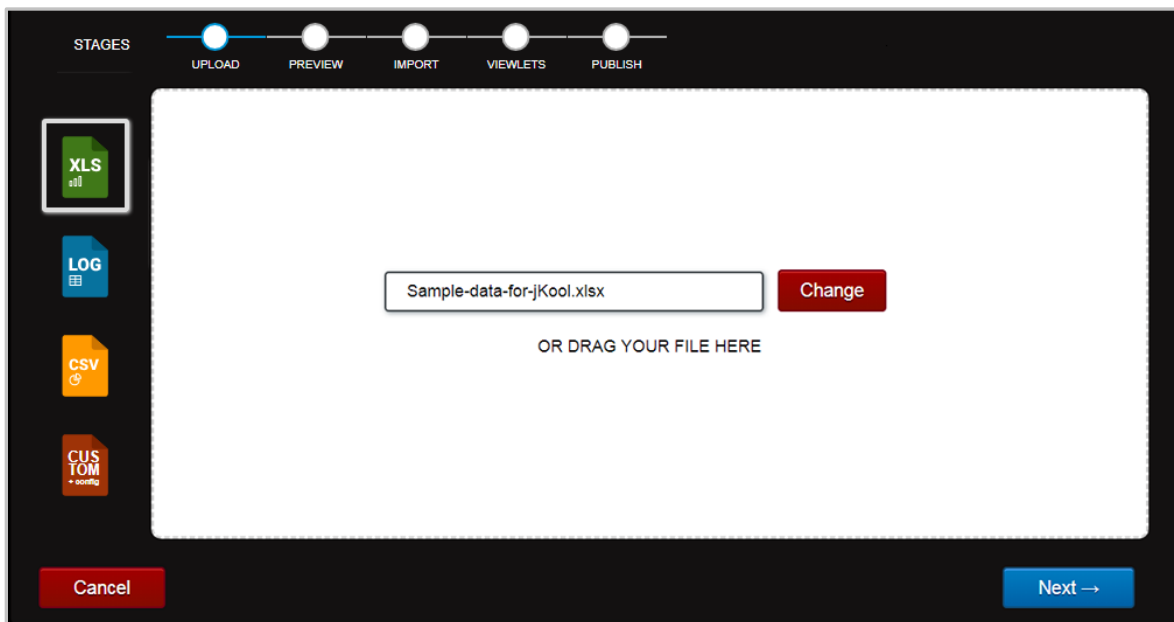 STAGES
UPLOAD
PREVIEW
IMPORT
VIEWLETS
PUBLISH
XLS
LOG
CSV
CUS
TOM
+ config
Sample-data-for-jKool.xlsx
Change
OR DRAG YOUR FILE HERE
Cancel
Next →